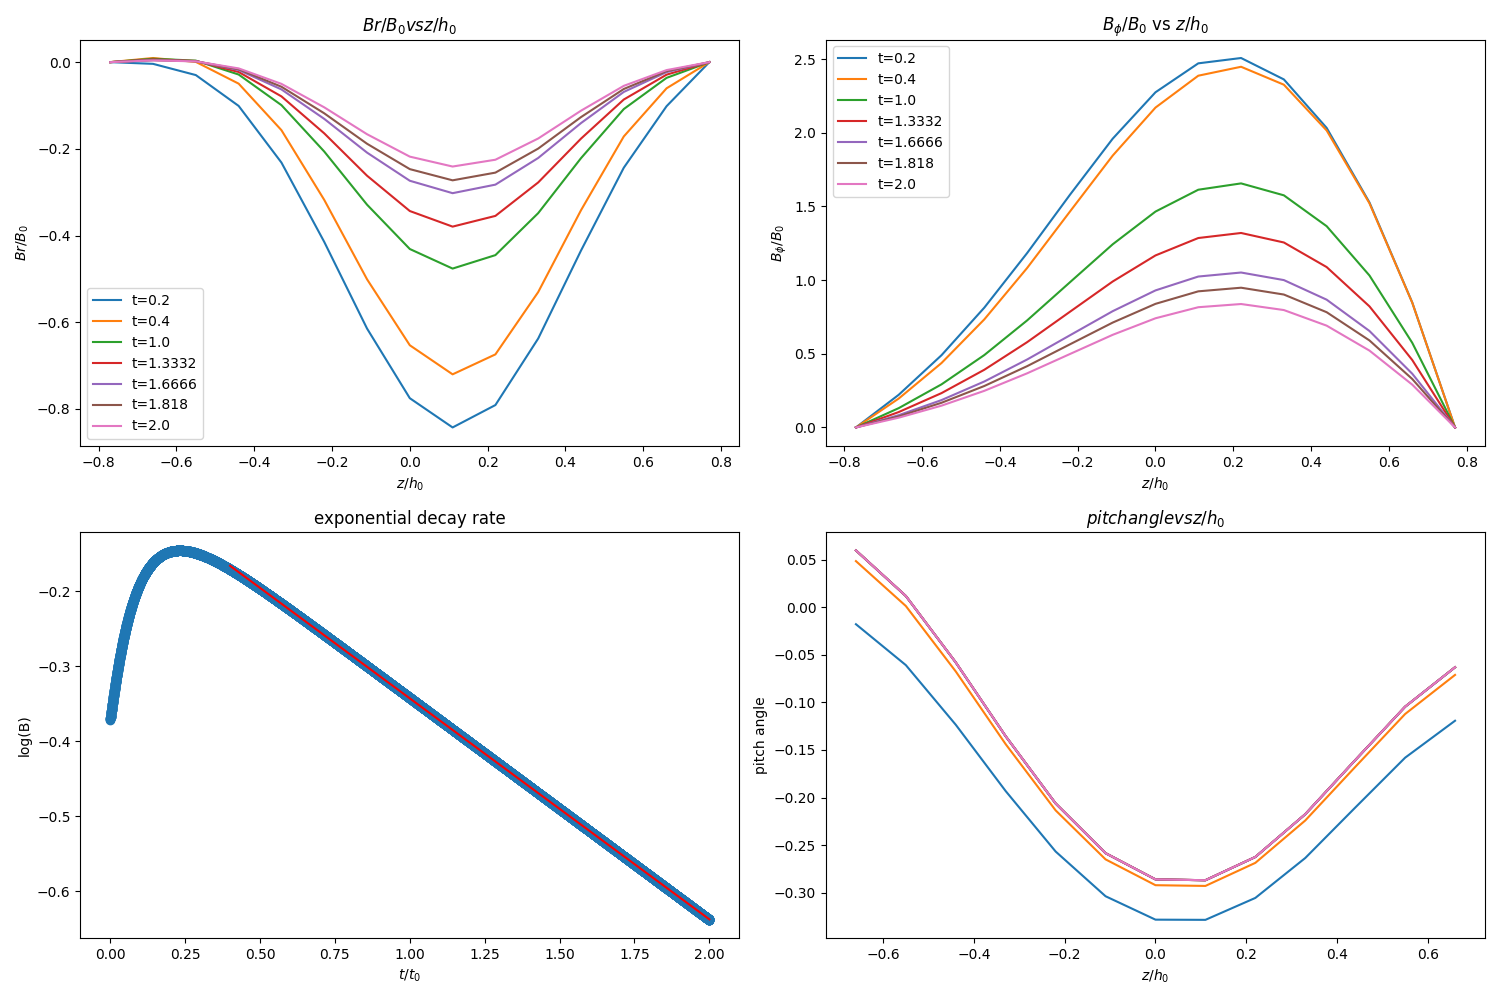 Br/B₀vsz/h₀
0.0
−0.2
−0.4
−0.6
−0.8
Br/B₀
t=0.2
t=0.4
t=1.0
t=1.3332
t=1.6666
t=1.818
t=2.0
−0.8 −0.6 −0.4 −0.2 0.0 0.2 0.4 0.6 0.8
z/h₀
B_ϕ/B₀ vs z/h₀
2.5
2.0
1.5
1.0
0.5
0.0
B_ϕ/B₀
t=0.2
t=0.4
t=1.0
t=1.3332
t=1.6666
t=1.818
t=2.0
−0.8 −0.6 −0.4 −0.2 0.0 0.2 0.4 0.6 0.8
z/h₀
exponential decay rate
−0.2
−0.3
−0.4
−0.5
−0.6
log(B)
0.00 0.25 0.50 0.75 1.00 1.25 1.50 1.75 2.00
t/t₀
pitchanglevsz/h₀
0.05
0.00
−0.05
−0.10
−0.15
−0.20
−0.25
−0.30
pitch angle
−0.6 −0.4 −0.2 0.0 0.2 0.4 0.6
z/h₀